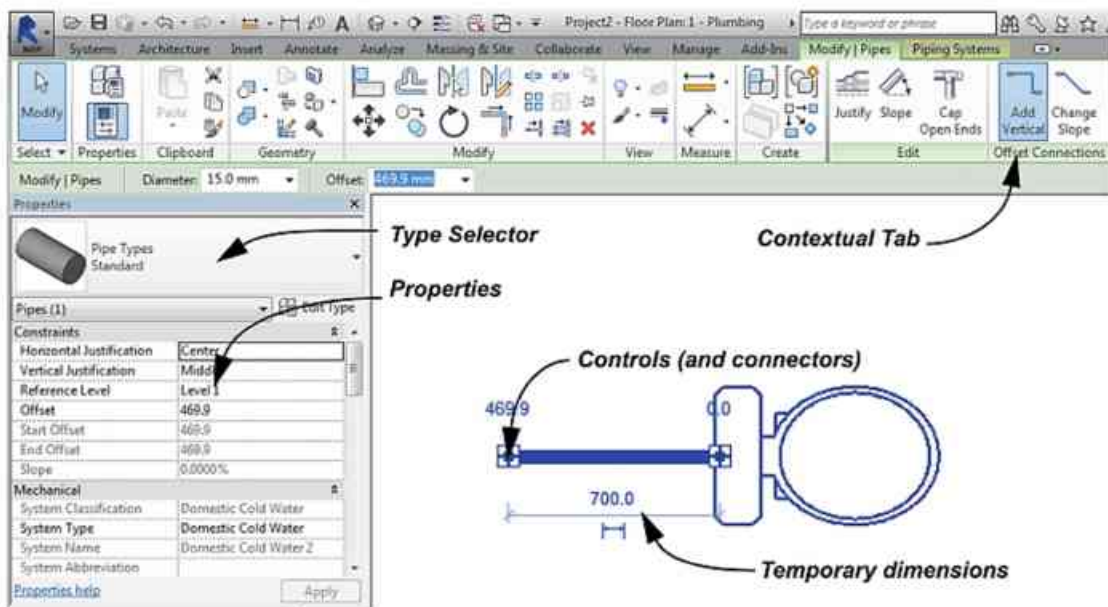 Project2 - Floor Plan: 1 - Plumbing
Type a keyword or phrase
Systems Architecture Insert Annotate Analyze Massing & Site Collaborate View Manage Add-Ins Modify | Pipes Piping Systems
Modify
Paste
Justify Slope Cap Open Ends
Add Vertical
Change Slope
Select Properties Clipboard Geometry Modify View Measure Create Edit Offset Connections
Modify | Pipes Diameter: 15.0 mm Offset: 469.9 mm
Properties
Pipe Types
Standard
Pipes (1) Edit Type
Constraints
Horizontal Justification Center
Vertical Justification Middl
Reference Level Level 1
Offset 469.9
Start Offset 469.9
End Offset 469.9
Slope 0.0000%
Mechanical
System Classification Domestic Cold Water
System Type Domestic Cold Water
System Name Domestic Cold Water 2
System Abbreviation
Properties help Apply
Type Selector
Contextual Tab
Properties
Controls (and connectors)
469.9 0.0
700.0
Temporary dimensions